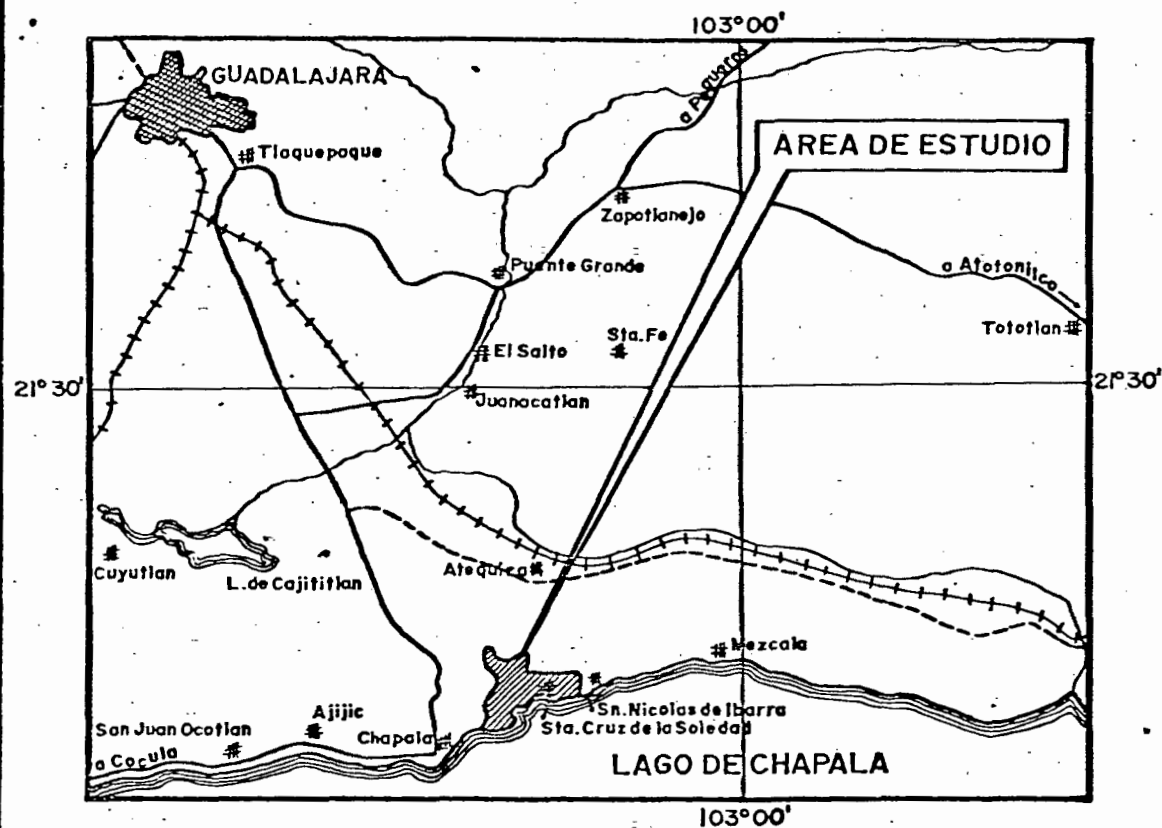 103°00'
GUADALAJARA
a Pegueros
AREA DE ESTUDIO
Tlaquepaque
Zapotlanejo
Puente Grande
a Atotonilco
Tototlan
Sta. Fe
El Salto
21°30'
21°30'
Juanacatlan
Cuyutlan
L. de Cajititlan
Atequiza
Mezcala
Sn. Nicolas de Ibarra
Sta. Cruz de la Soledad
San Juan Ocotlan
Ajijic
Chapala
a Cocula
LAGO DE CHAPALA
103°00'